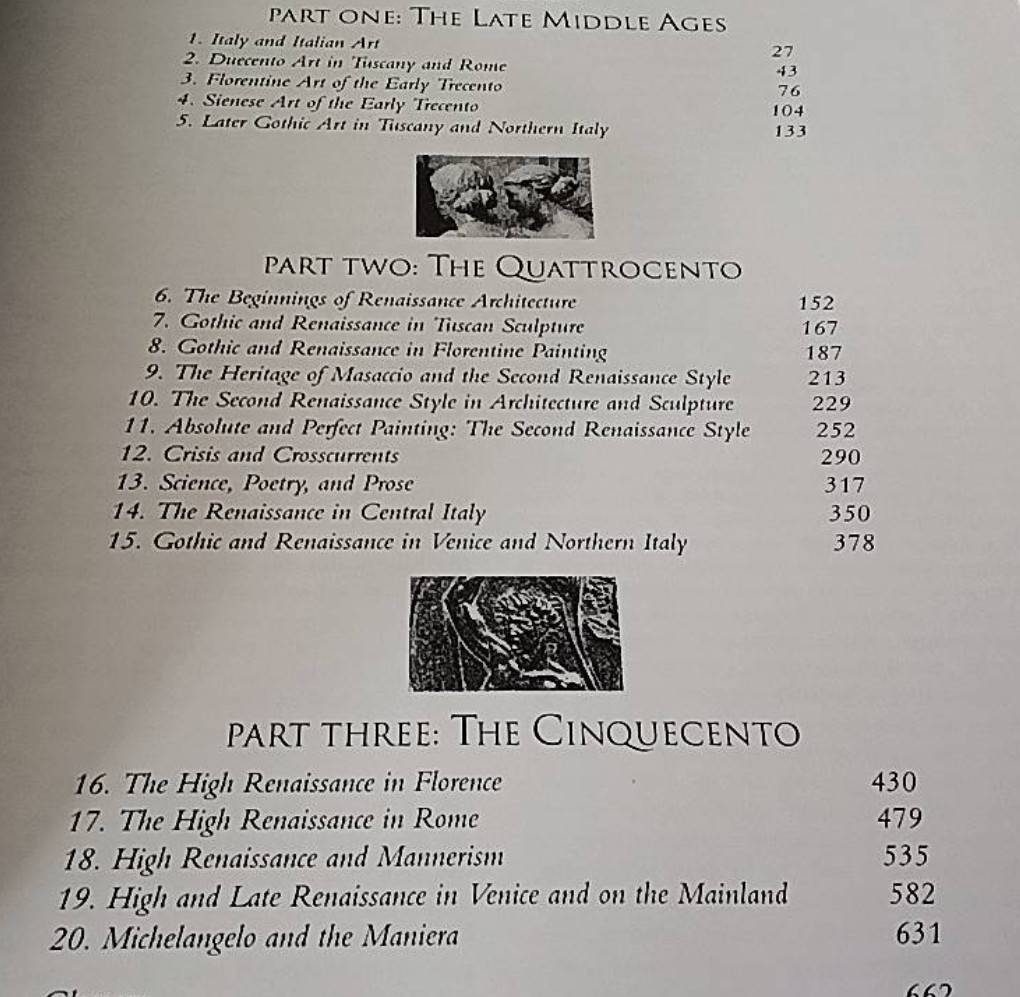 PART ONE: THE LATE MIDDLE AGES
1. Italy and Italian Art 27
2. Duecento Art in Tuscany and Rome 43
3. Florentine Art of the Early Trecento 76
4. Sienese Art of the Early Trecento 104
5. Later Gothic Art in Tuscany and Northern Italy 133
PART TWO: THE QUATTROCENTO
6. The Beginnings of Renaissance Architecture 152
7. Gothic and Renaissance in Tuscan Sculpture 167
8. Gothic and Renaissance in Florentine Painting 187
9. The Heritage of Masaccio and the Second Renaissance Style 213
10. The Second Renaissance Style in Architecture and Sculpture 229
11. Absolute and Perfect Painting: The Second Renaissance Style 252
12. Crisis and Crosscurrents 290
13. Science, Poetry, and Prose 317
14. The Renaissance in Central Italy 350
15. Gothic and Renaissance in Venice and Northern Italy 378
PART THREE: THE CINQUECENTO
16. The High Renaissance in Florence 430
17. The High Renaissance in Rome 479
18. High Renaissance and Mannerism 535
19. High and Late Renaissance in Venice and on the Mainland 582
20. Michelangelo and the Maniera 631
662